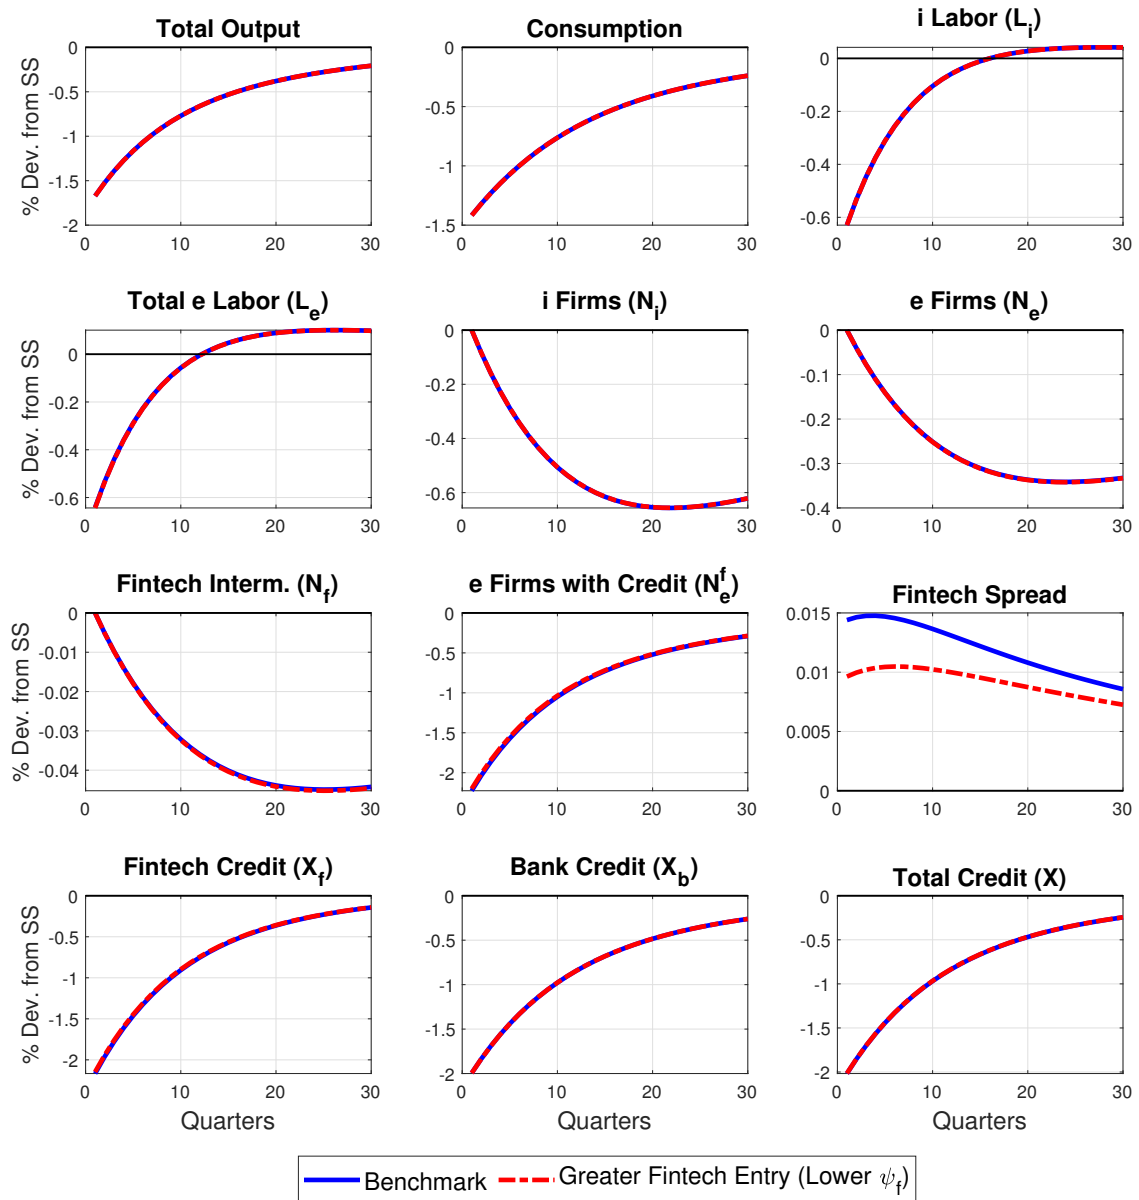 Total Output
Consumption
i Labor (L_i)
% Dev. from SS
0
-0.5
-1
-1.5
-2
0 10 20 30
0
-0.5
-1
-1.5
0 10 20 30
0
-0.2
-0.4
-0.6
0 10 20 30
Total e Labor (L_e)
i Firms (N_i)
e Firms (N_e)
% Dev. from SS
0
-0.2
-0.4
-0.6
0 10 20 30
0
-0.2
-0.4
-0.6
0 10 20 30
0
-0.1
-0.2
-0.3
-0.4
0 10 20 30
Fintech Interm. (N_f)
e Firms with Credit (N_e^f)
Fintech Spread
% Dev. from SS
0
-0.01
-0.02
-0.03
-0.04
0 10 20 30
0
-0.5
-1
-1.5
-2
0 10 20 30
0.015
0.01
0.005
0
0 10 20 30
Fintech Credit (X_f)
Bank Credit (X_b)
Total Credit (X)
% Dev. from SS
0
-0.5
-1
-1.5
-2
0 10 20 30
Quarters
0
-0.5
-1
-1.5
-2
0 10 20 30
Quarters
0
-0.5
-1
-1.5
-2
0 10 20 30
Quarters
Benchmark
Greater Fintech Entry (Lower ψ_f)